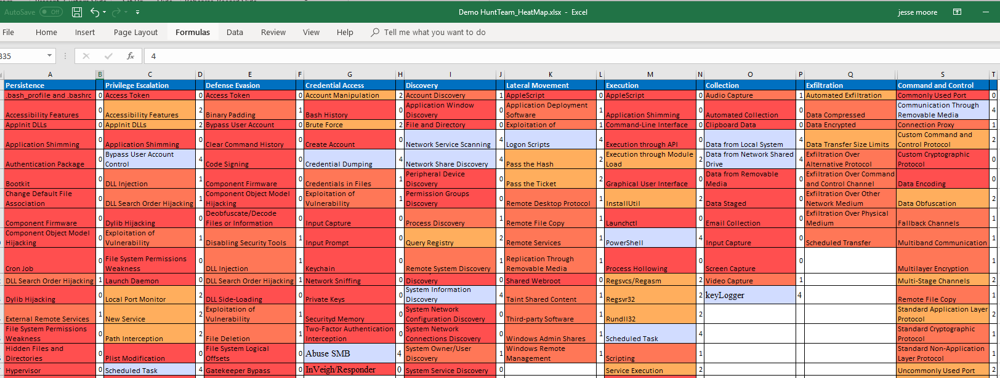 AutoSave Off Demo HuntTeam_HeatMap.xlsx - Excel jesse moore
File Home Insert Page Layout Formulas Data Review View Help Tell me what you want to do
335 fx 4
A B C D E F G H I J K L M N O P Q S T
Persistence Privilege Escalation Defense Evasion Credential Access Discovery Lateral Movement Execution Collection Exfiltration Command and Control
.bash_profile and .bashrc 0 Access Token 0 Access Token 0 Account Manipulation 2 Account Discovery 1 AppleScript 0 AppleScript 0 Audio Capture 1 Automated Exfiltration Commonly Used Port 0
Accessibility Features 0 Accessibility Features 2 Binary Padding 1 Bash History 0 Application Window Discovery 0 Application Deployment Software 1 Application Shimming 0 Automated Collection 0 Data Compressed Communication Through Removable Media 4
AppInit DLLs 0 AppInit DLLs 2 Bypass User Account 0 Brute Force 2 File and Directory 0 Exploitation of 1 Command-Line Interface 0 Clipboard Data 0 Data Encrypted Connection Proxy 1
Application Shimming 0 Application Shimming 0 Clear Command History 0 Create Account 0 Network Service Scanning 4 Logon Scripts 4 Execution through API 0 Data from Local System 4 Data Transfer Size Limits Custom Command and Control Protocol 2
Authentication Package 0 Bypass User Account Control 4 Code Signing 0 Credential Dumping 4 Network Share Discovery 4 Pass the Hash 2 Execution through Module Load 2 Data from Network Shared Drive 4 Exfiltration Over Alternative Protocol Custom Cryptographic Protocol 0
Bootkit 0 DLL Injection 1 Component Firmware 0 Credentials in Files 1 Peripheral Device Discovery 0 Pass the Ticket 2 Graphical User Interface 0 Data from Removable Media 0 Exfiltration Over Command and Control Channel Data Encoding 0
Change Default File Association 0 DLL Search Order Hijacking 1 Component Object Model Hijacking 0 Exploitation of Vulnerability 1 Permission Groups Discovery 0 Remote Desktop Protocol 1 InstallUtil 2 Data Staged 0 Exfiltration Over Other Network Medium Data Obfuscation 2
Component Firmware 0 Dylib Hijacking 0 Deobfuscate/Decode Files or Information 0 Input Capture 0 Process Discovery 1 Remote File Copy 1 Launchctl 0 Email Collection 0 Exfiltration Over Physical Medium Fallback Channels 1
Component Object Model Hijacking 0 Exploitation of Vulnerability 1 Disabling Security Tools 1 Input Prompt 0 Query Registry 2 Remote Services 1 PowerShell 4 Input Capture 0 Scheduled Transfer Multiband Communication 1
Cron Job 0 File System Permissions Weakness 0 DLL Injection 1 Keychain 0 Remote System Discovery 1 Replication Through Removable Media 1 Process Hollowing 0 Screen Capture 0 Multilayer Encryption 1
DLL Search Order Hijacking 1 Launch Daemon 0 DLL Search Order Hijacking 1 Network Sniffing 0 Discovery 0 Shared Webroot 0 Regsvcs/Regasm 2 Video Capture 1 Multi-Stage Channels 2
Dylib Hijacking 0 Local Port Monitor 2 DLL Side-Loading 0 Private Keys 0 System Information Discovery 4 Taint Shared Content 1 Regsvr32 2 keyLogger 4 Remote File Copy 1
External Remote Services 1 New Service 2 Exploitation of Vulnerability 1 Securityd Memory 0 System Network Configuration Discovery 0 Third-party Software 1 Rundll32 2 Standard Application Layer Protocol 2
File System Permissions Weakness 0 Path Interception 2 File Deletion 1 Two-Factor Authentication Interception 0 System Network Connections Discovery 0 Windows Admin Shares 1 Scheduled Task 4 Standard Cryptographic Protocol 1
Hidden Files and Directories 0 Plist Modification 0 File System Logical Offsets 0 Abuse SMB 4 System Owner/User Discovery 1 Windows Remote Management 1 Scripting 1 Standard Non-Application Layer Protocol 1
Hypervisor 0 Scheduled Task 4 Gatekeeper Bypass 0 InVeigh/Responder 0 System Service Discovery 0 Service Execution 2 Uncommonly Used Port 2